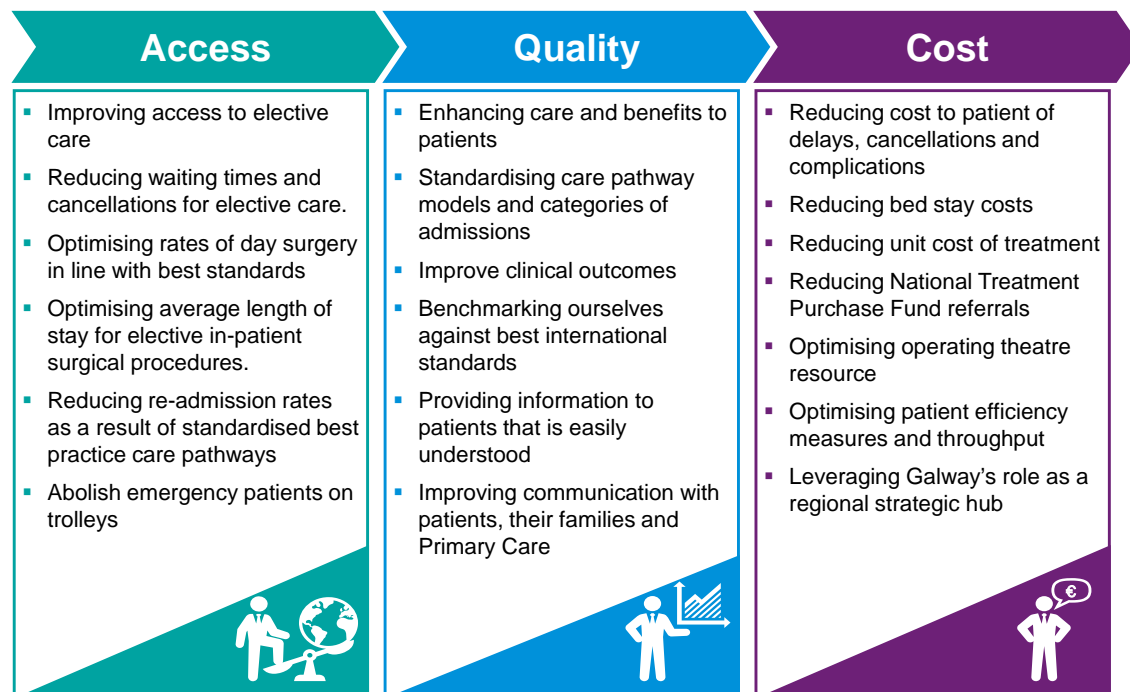 Access
▪ Improving access to elective
care
▪ Reducing waiting times and
cancellations for elective care.
▪ Optimising rates of day surgery
in line with best standards
▪ Optimising average length of
stay for elective in-patient
surgical procedures.
▪ Reducing re-admission rates
as a result of standardised best
practice care pathways
▪ Abolish emergency patients on
trolleys
Quality
▪ Enhancing care and benefits to
patients
▪ Standardising care pathway
models and categories of
admissions
▪ Improve clinical outcomes
▪ Benchmarking ourselves
against best international
standards
▪ Providing information to
patients that is easily
understood
▪ Improving communication with
patients, their families and
Primary Care
Cost
▪ Reducing cost to patient of
delays, cancellations and
complications
▪ Reducing bed stay costs
▪ Reducing unit cost of treatment
▪ Reducing National Treatment
Purchase Fund referrals
▪ Optimising operating theatre
resource
▪ Optimising patient efficiency
measures and throughput
▪ Leveraging Galway’s role as a
regional strategic hub
€